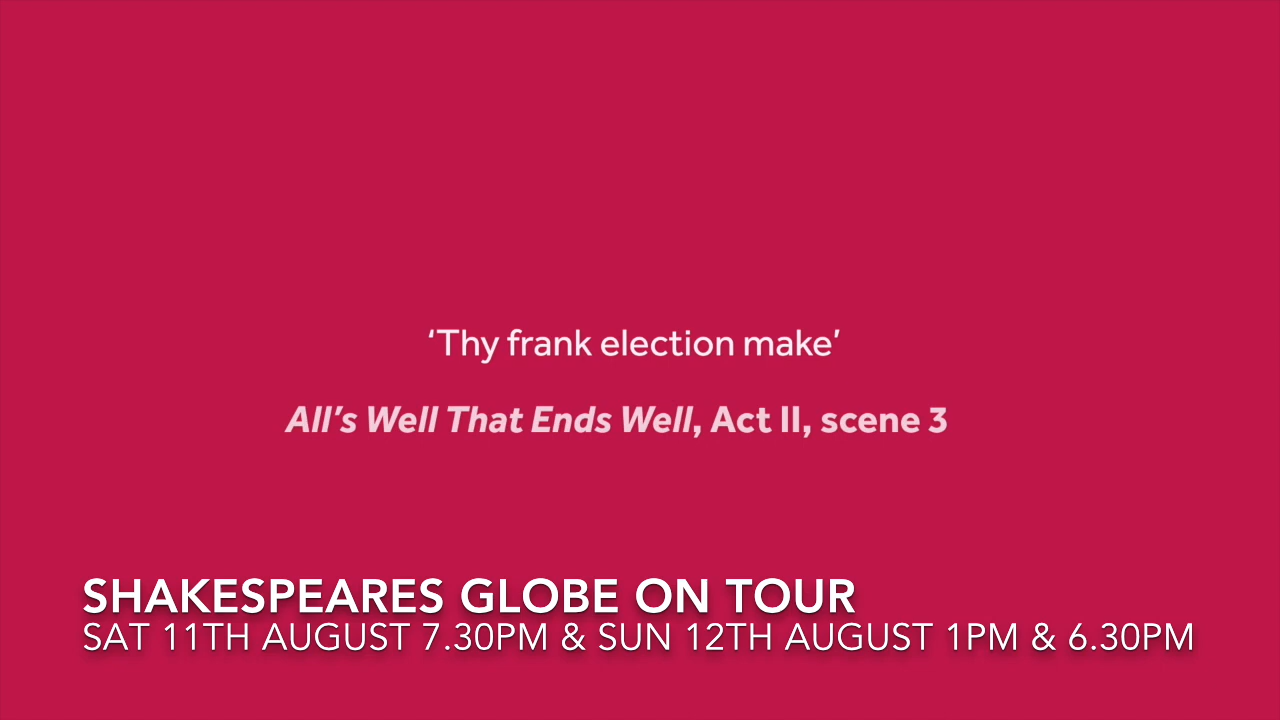 ‘Thy frank election make’
All’s Well That Ends Well, Act II, scene 3
SHAKESPEARES GLOBE ON TOUR
SAT 11TH AUGUST 7.30PM & SUN 12TH AUGUST 1PM & 6.30PM